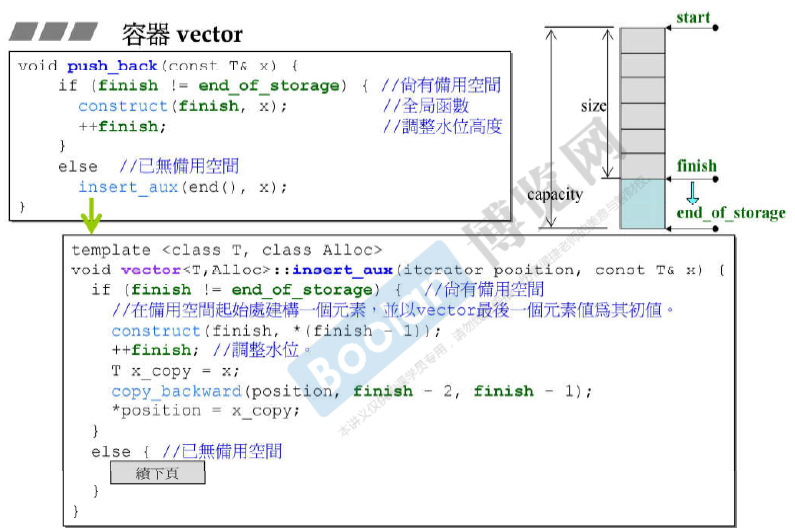 容器 vector
void push_back(const T& x) {
if (finish != end_of_storage) { //尚有備用空間
construct(finish, x); //全局函數
++finish; //調整水位高度
}
else //已無備用空間
insert_aux(end(), x);
}
start
size
finish
capacity
end_of_storage
template <class T, class Alloc>
void vector<T,Alloc>::insert_aux(iterator position, const T& x) {
if (finish != end_of_storage) { //尚有備用空間
//在備用空間起始處建構一個元素，並以vector最後一個元素值為其初值。
construct(finish, *(finish - 1));
++finish; //調整水位。
T x_copy = x;
copy_backward(position, finish - 2, finish - 1);
*position = x_copy;
}
else { //已無備用空間
續下頁
}
}
博览网